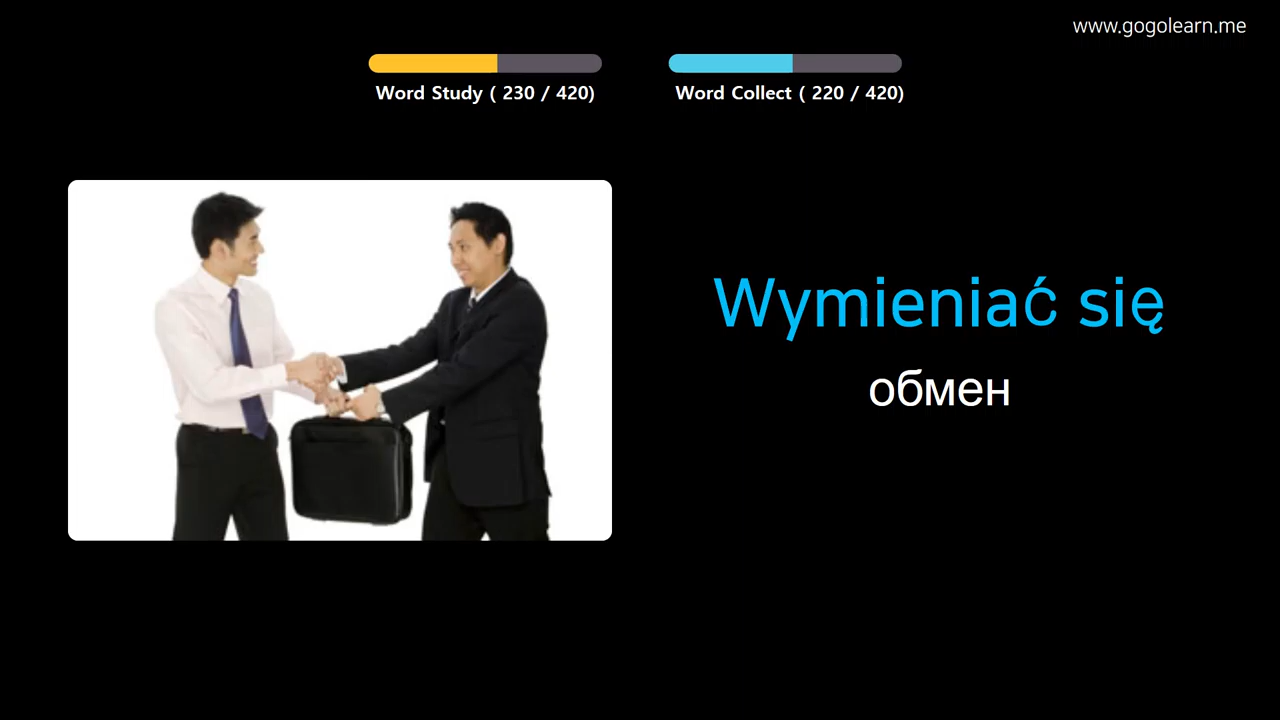 www.gogolearn.me
Word Study ( 230 / 420)
Word Collect ( 220 / 420)
Wymieniać się
обмен